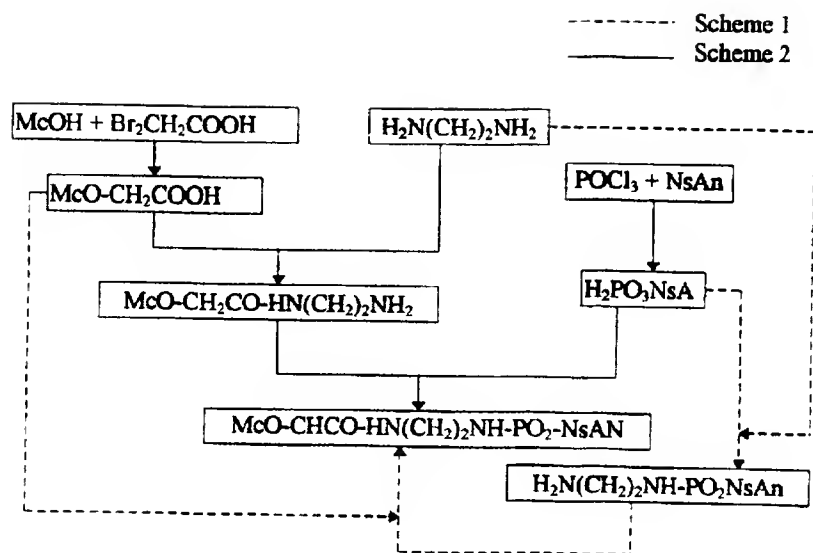 Scheme 1
Scheme 2
McOH + Br₂CH₂COOH
H₂N(CH₂)₂NH₂
POCl₃ + NsAn
McO-CH₂COOH
McO-CH₂CO-HN(CH₂)₂NH₂
H₂PO₃NsA
McO-CHCO-HN(CH₂)₂NH-PO₂-NsAN
H₂N(CH₂)₂NH-PO₂NsAn